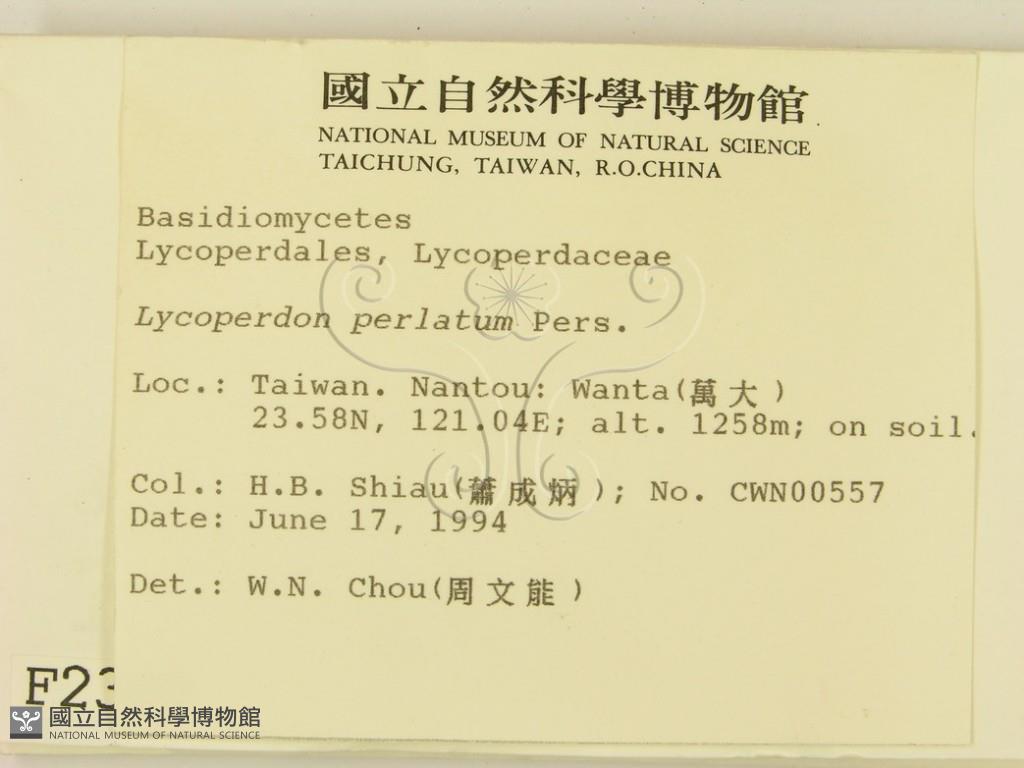 國立自然科學博物館
NATIONAL MUSEUM OF NATURAL SCIENCE
TAICHUNG, TAIWAN, R.O.CHINA
Basidiomycetes
Lycoperdales, Lycoperdaceae
Lycoperdon perlatum Pers.
Loc.: Taiwan. Nantou: Wanta(萬大)
23.58N, 121.04E; alt. 1258m; on soil.
Col.: H.B. Shiau(蕭成炳); No. CWN00557
Date: June 17, 1994
Det.: W.N. Chou(周文能)
F23
國立自然科學博物館
NATIONAL MUSEUM OF NATURAL SCIENCE